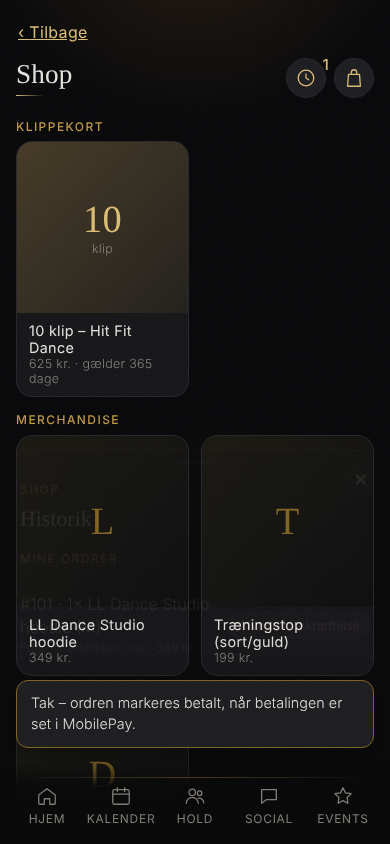 ‹ Tilbage
Shop
1
KLIPPEKORT
10
klip
10 klip – Hit Fit
Dance
625 kr. · gælder 365
dage
MERCHANDISE
SHOP
Historik
L
T
MINE ORDRER
#101 · 1× LL Dance Studio
LL Dance Studio
hoodie
349 kr.
Træningstop
(sort/guld)
199 kr.
Tak – ordren markeres betalt, når betalingen er
set i MobilePay.
D
HJEM
KALENDER
HOLD
SOCIAL
EVENTS